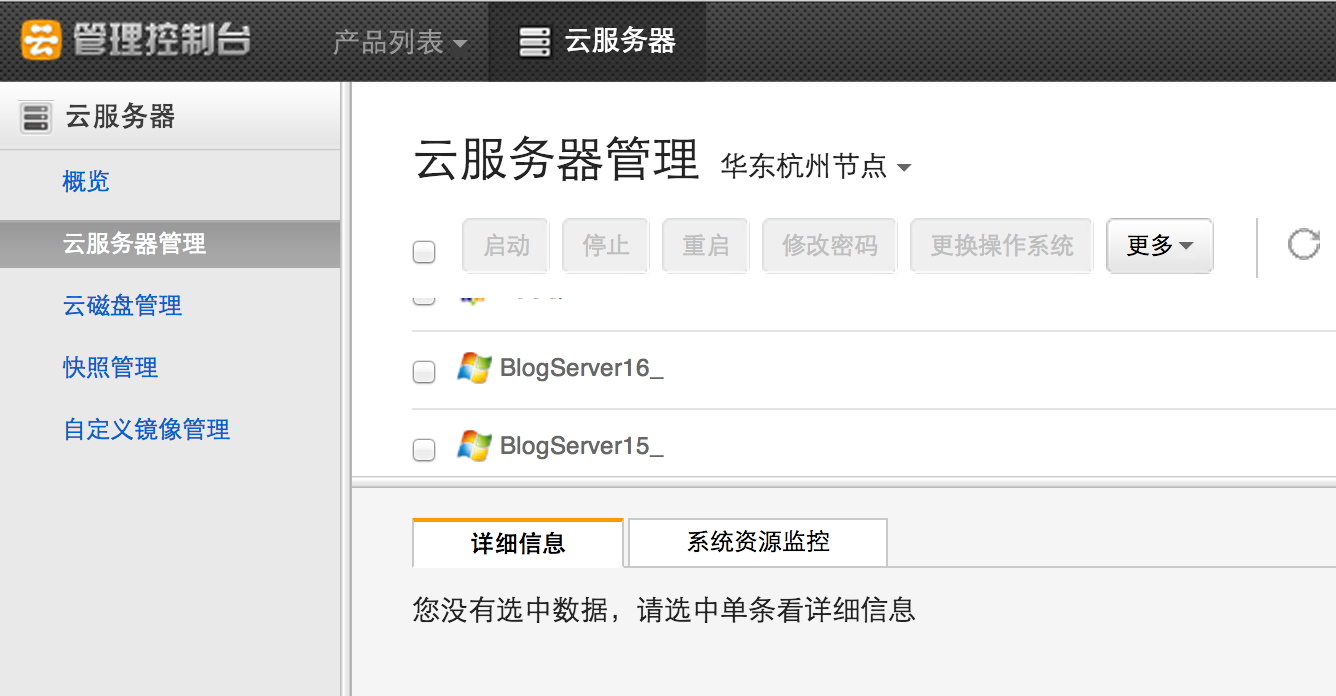 云 管理控制台 产品列表 云服务器
云服务器
概览
云服务器管理
云磁盘管理
快照管理
自定义镜像管理
云服务器管理 华东杭州节点
启动 停止 重启 修改密码 更换操作系统 更多
BlogServer16_
BlogServer15_
详细信息 系统资源监控
您没有选中数据，请选中单条看详细信息